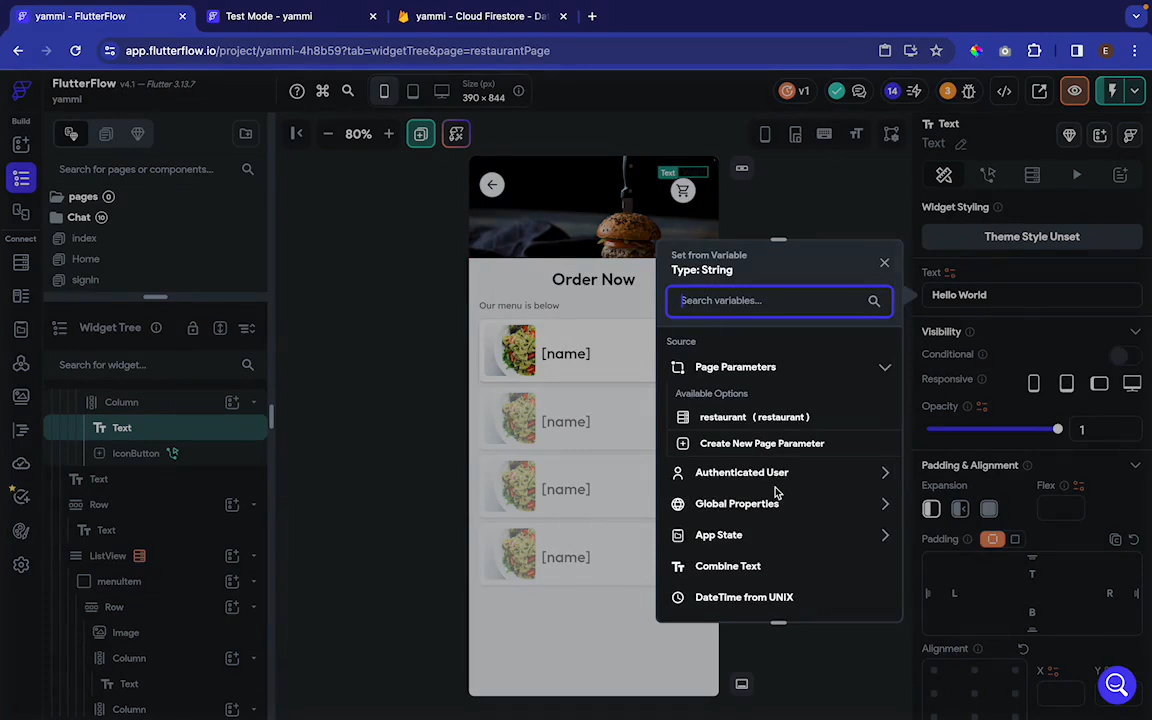 yammi - FlutterFlow
Test Mode - yammi
yammi - Cloud Firestore - Da
app.flutterflow.io/project/yammi-4h8b59?tab=widgetTree&page=restaurantPage
E
FlutterFlow v4.1 - Flutter 3.13.7
yammi
Size (px)
390 × 844
v1
14
3
Build
Connect
80%
Search for pages or components...
pages 0
Chat 10
index
Home
signin
Widget Tree
Search for widget...
Column
Text
IconButton
Text
Row
Text
ListView
menuItem
Row
Image
Column
Text
Column
Text
Order Now
Our menu is below
[name]
[name]
[name]
[name]
Set from Variable
Type: String
Search variables...
Source
Page Parameters
Available Options
restaurant (restaurant)
Create New Page Parameter
Authenticated User
Global Properties
App State
Combine Text
DateTime from UNIX
Text
Text
Widget Styling
Theme Style Unset
Text
Hello World
Visibility
Conditional
Responsive
Opacity
1
Padding & Alignment
Expansion
Flex
Padding
T
L
R
B
Alignment
X
Y